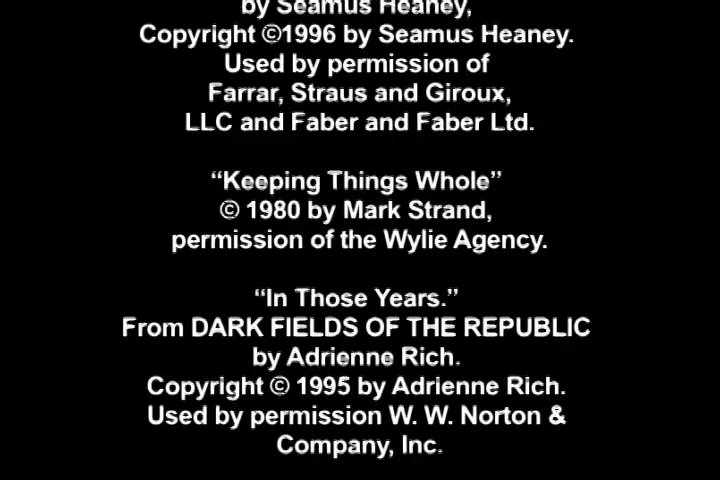 by Seamus Heaney,
Copyright ©1996 by Seamus Heaney.
Used by permission of
Farrar, Straus and Giroux,
LLC and Faber and Faber Ltd.
“Keeping Things Whole”
© 1980 by Mark Strand,
permission of the Wylie Agency.
“In Those Years.”
From DARK FIELDS OF THE REPUBLIC
by Adrienne Rich.
Copyright © 1995 by Adrienne Rich.
Used by permission W. W. Norton &
Company, Inc.